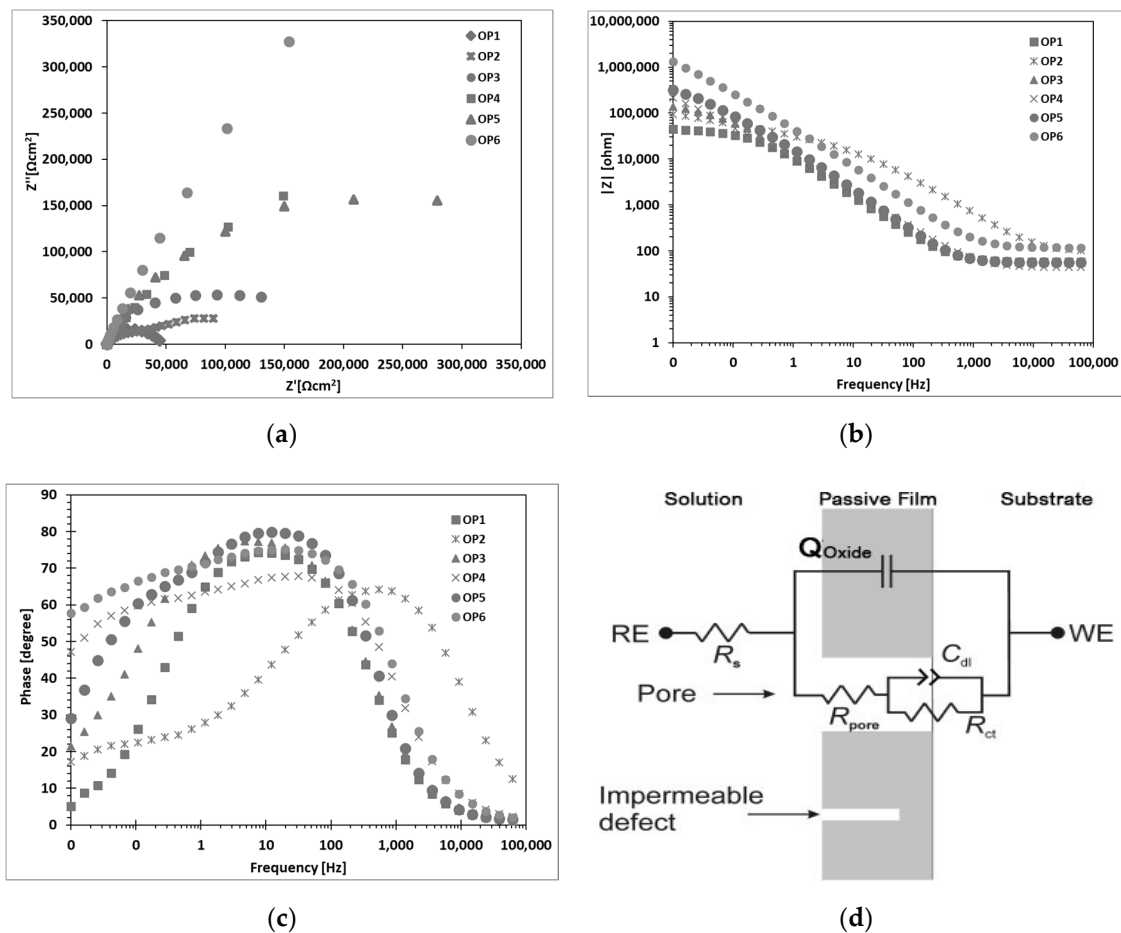 350,000
300,000
250,000
200,000
150,000
100,000
50,000
0
Z''[Ωcm²]
0
50,000
100,000
150,000
200,000
250,000
300,000
350,000
Z'[Ωcm²]
OP1
OP2
OP3
OP4
OP5
OP6
(a)
10,000,000
1,000,000
100,000
10,000
1,000
100
10
1
|Z| [ohm]
0
0
1
10
100
1,000
10,000
100,000
Frequency [Hz]
OP1
OP2
OP3
OP4
OP5
OP6
(b)
90
80
70
60
50
40
30
20
10
0
Phase [degree]
0
0
1
10
100
1,000
10,000
100,000
Frequency [Hz]
OP1
OP2
OP3
OP4
OP5
OP6
(c)
Solution Passive Film Substrate
QOxide
RE
Rs
WE
Cdl
Pore
Rpore
Rct
Impermeable
defect
(d)